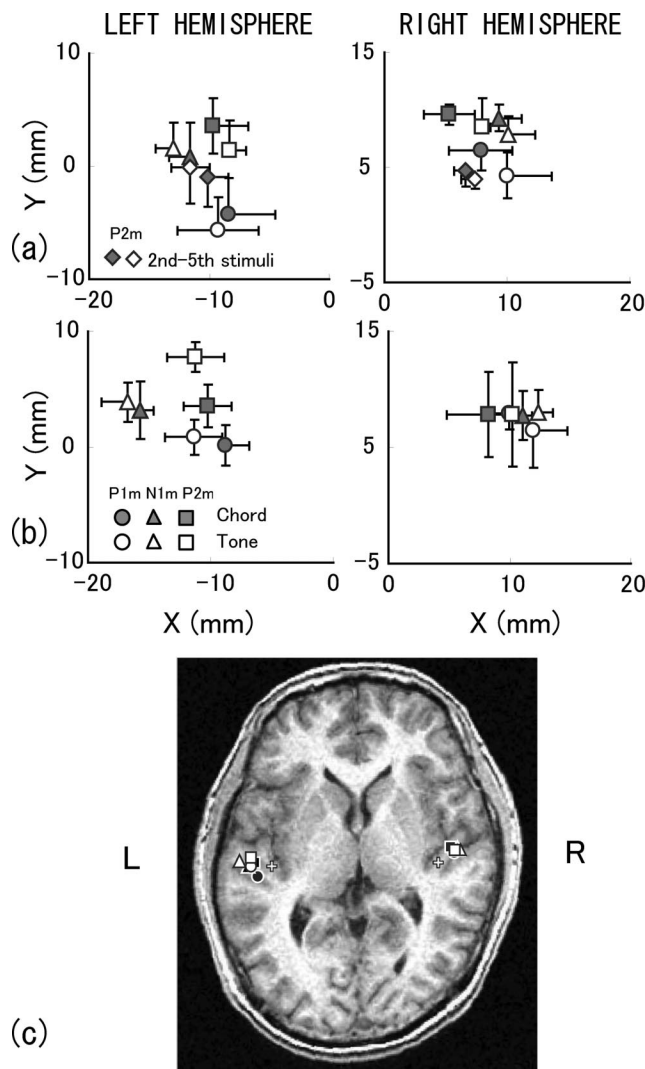 LEFT HEMISPHERE RIGHT HEMISPHERE
10 15
Y (mm)
0 5
(a)
P2m
2nd-5th stimuli
-10 -5
-20 -10 0 0 10 20
10 15
Y (mm)
0 5
P1m N1m P2m
Chord
(b)
Tone
-10 -5
-20 -10 0 0 10 20
X (mm) X (mm)
L R
(c)